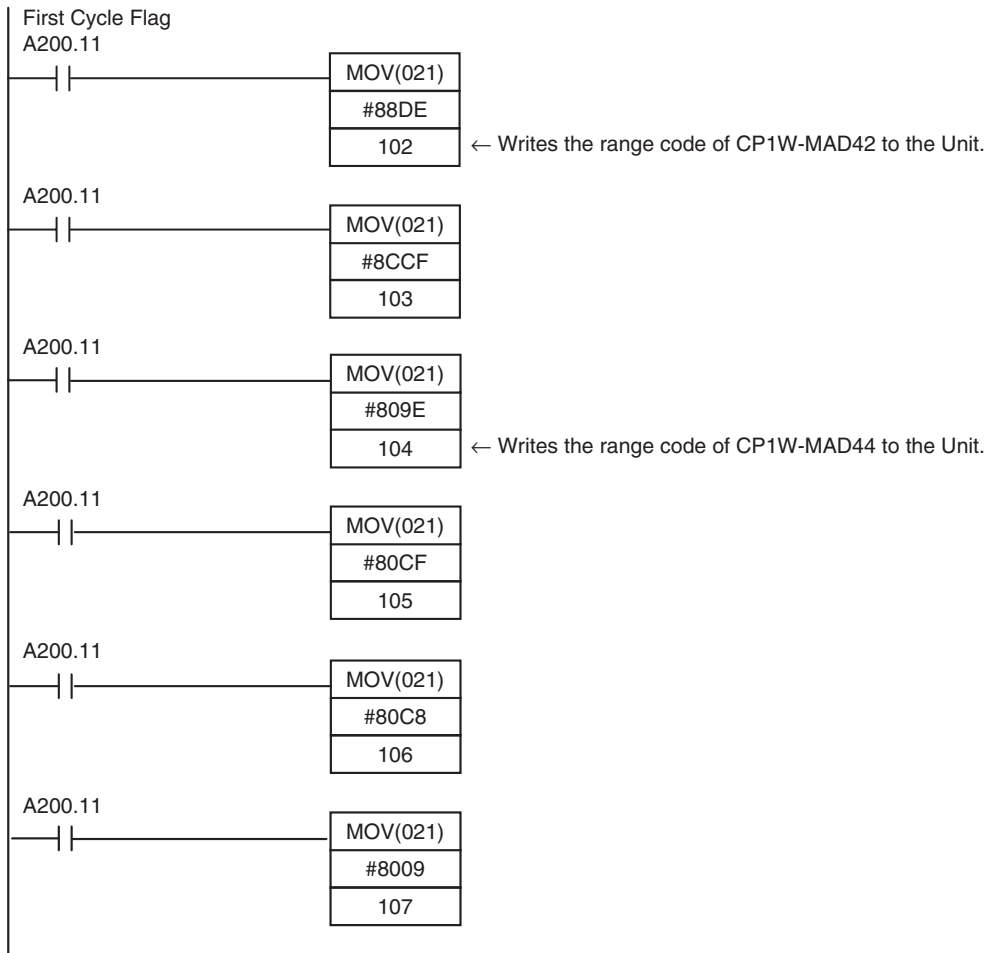 First Cycle Flag
A200.11
MOV(021)
#88DE
102 ← Writes the range code of CP1W-MAD42 to the Unit.
A200.11
MOV(021)
#8CCF
103
A200.11
MOV(021)
#809E
104 ← Writes the range code of CP1W-MAD44 to the Unit.
A200.11
MOV(021)
#80CF
105
A200.11
MOV(021)
#80C8
106
A200.11
MOV(021)
#8009
107